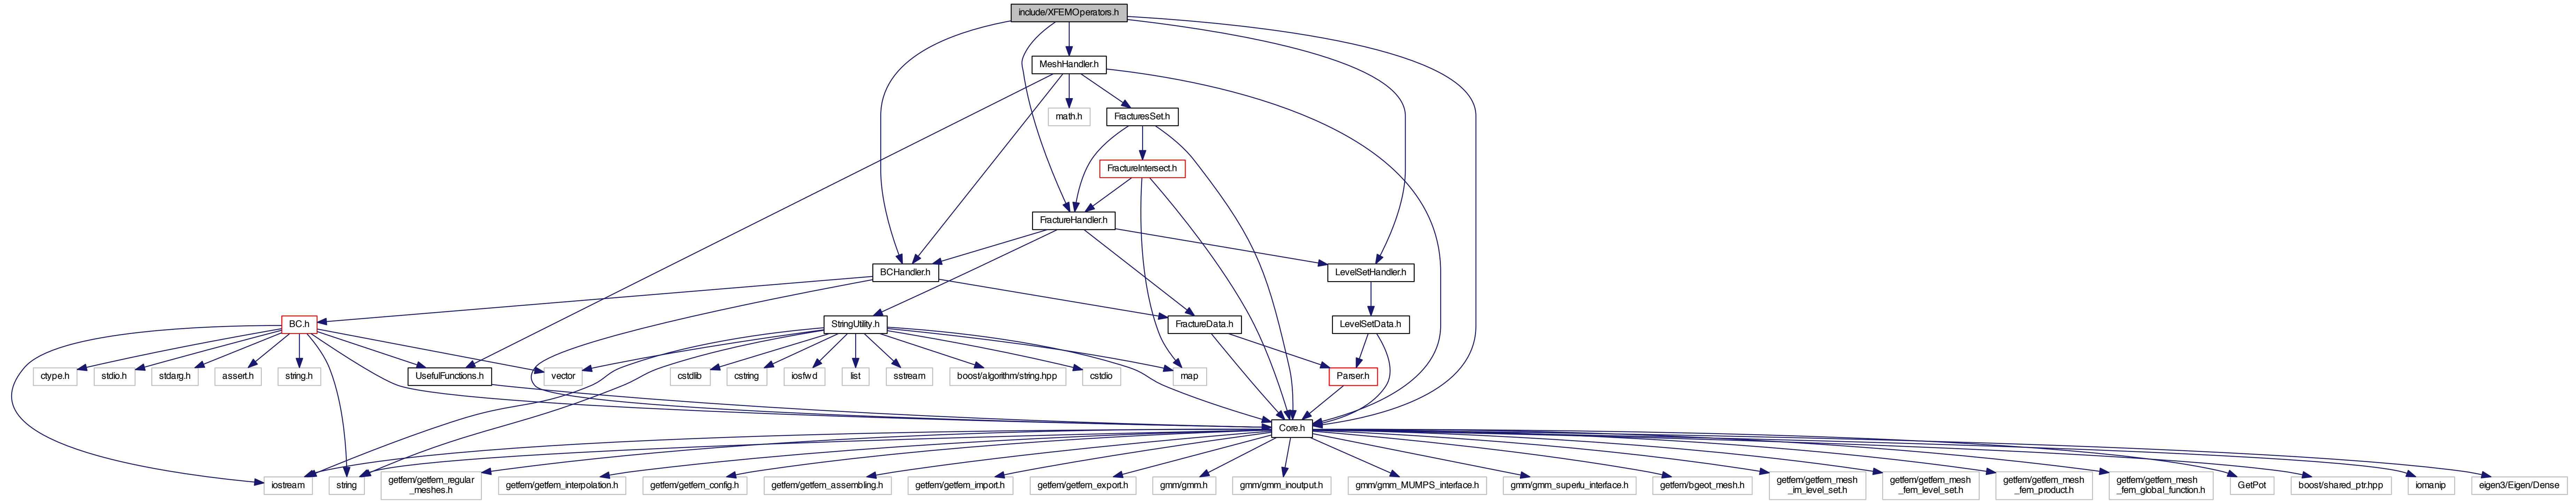 include/XFEMOperators.h
MeshHandler.h
math.h
FracturesSet.h
FractureIntersect.h
FractureHandler.h
BCHandler.h
LevelSetHandler.h
BC.h
StringUtility.h
FractureData.h
LevelSetData.h
ctype.h
stdio.h
stdarg.h
assert.h
string.h
UsefulFunctions.h
vector
cstdlib
cstring
iosfwd
list
sstream
boost/algorithm/string.hpp
cstdio
map
Parser.h
Core.h
iostream
string
getfem/getfem_regular
_meshes.h
getfem/getfem_interpolation.h
getfem/getfem_config.h
getfem/getfem_assembling.h
getfem/getfem_import.h
getfem/getfem_export.h
gmm/gmm.h
gmm/gmm_inoutput.h
gmm/gmm_MUMPS_interface.h
gmm/gmm_superlu_interface.h
getfem/bgeot_mesh.h
getfem/getfem_mesh
_im_level_set.h
getfem/getfem_mesh
_fem_level_set.h
getfem/getfem_mesh
_fem_product.h
getfem/getfem_mesh
_fem_global_function.h
GetPot
boost/shared_ptr.hpp
iomanip
eigen3/Eigen/Dense